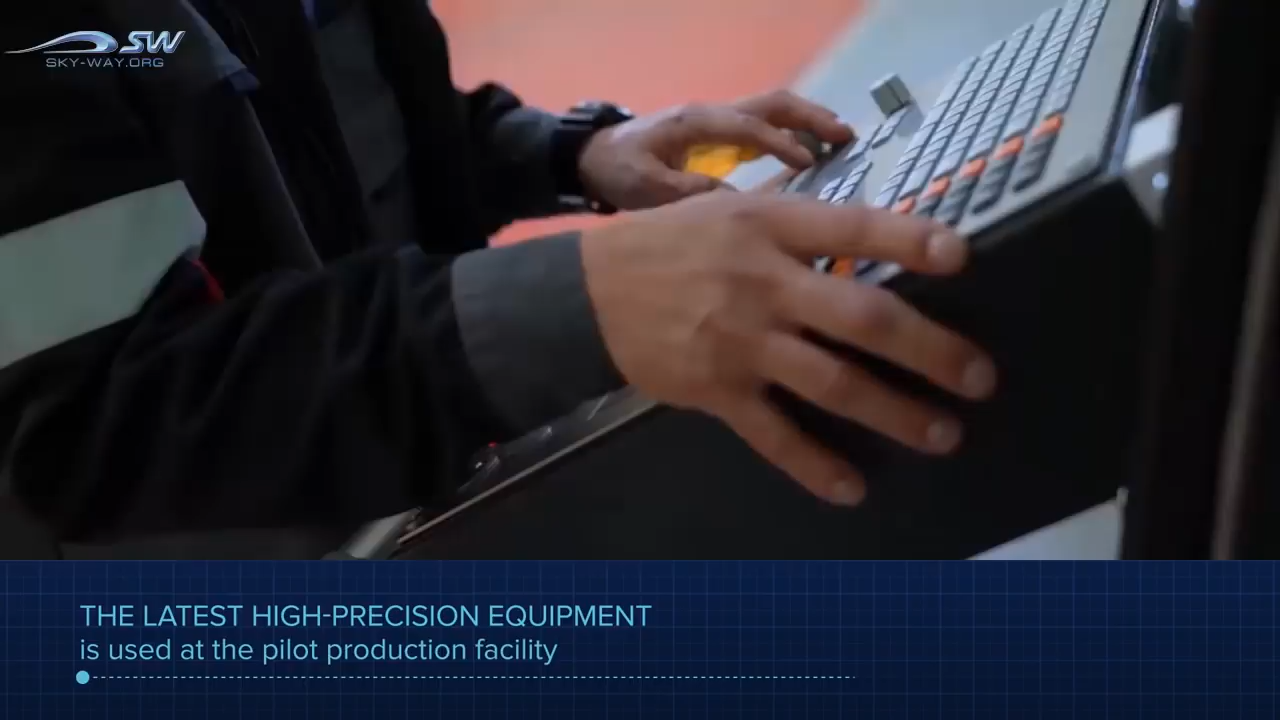 SW
SKY-WAY.ORG
THE LATEST HIGH-PRECISION EQUIPMENT
is used at the pilot production facility